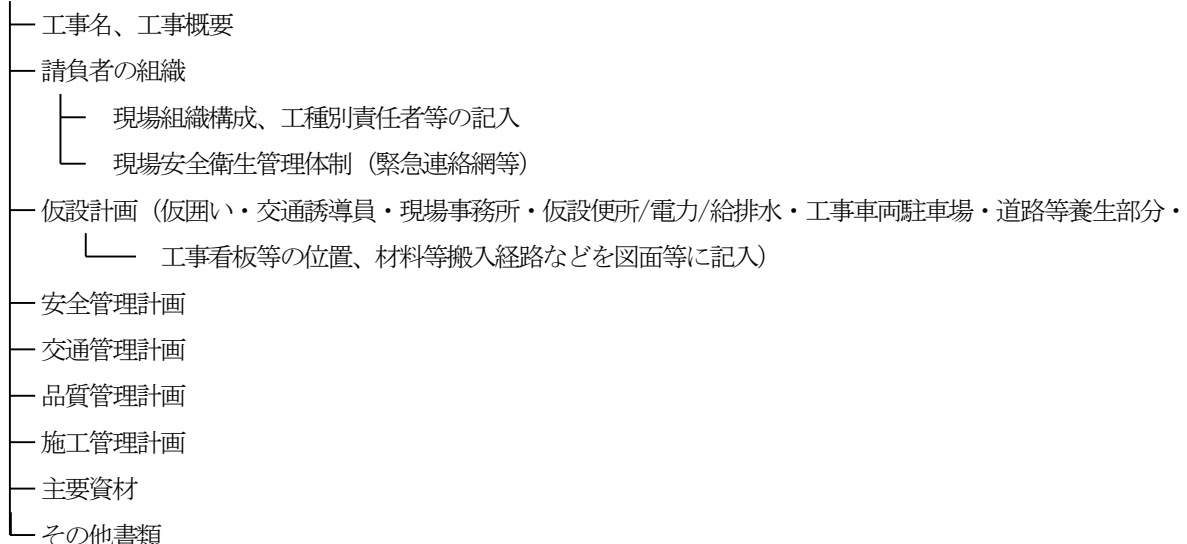 工事名、工事概要
請負者の組織
現場組織構成、工種別責任者等の記入
現場安全衛生管理体制（緊急連絡網等）
仮設計画（仮囲い・交通誘導員・現場事務所・仮設便所/電力/給排水・工事車両駐車場・道路等養生部分・
工事看板等の位置、材料等搬入経路などを図面等に記入）
安全管理計画
交通管理計画
品質管理計画
施工管理計画
主要資材
その他書類